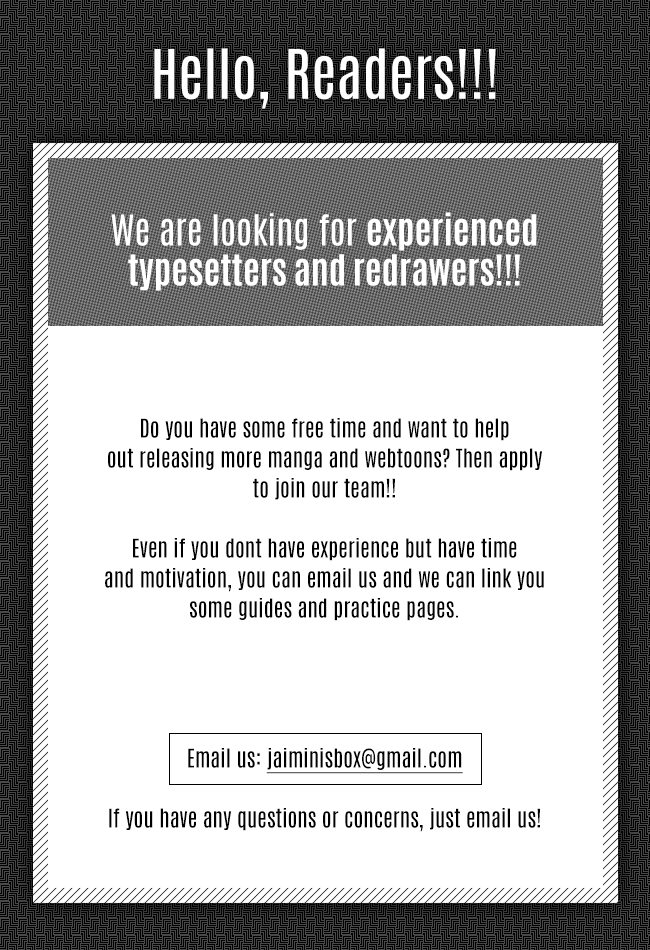 Hello, Readers!!!
We are looking for experienced
typesetters and redrawers!!!
Do you have some free time and want to help
out releasing more manga and webtoons? Then apply
to join our team!!
Even if you dont have experience but have time
and motivation, you can email us and we can link you
some guides and practice pages.
Email us: jaiminisbox@gmail.com
If you have any questions or concerns, just email us!